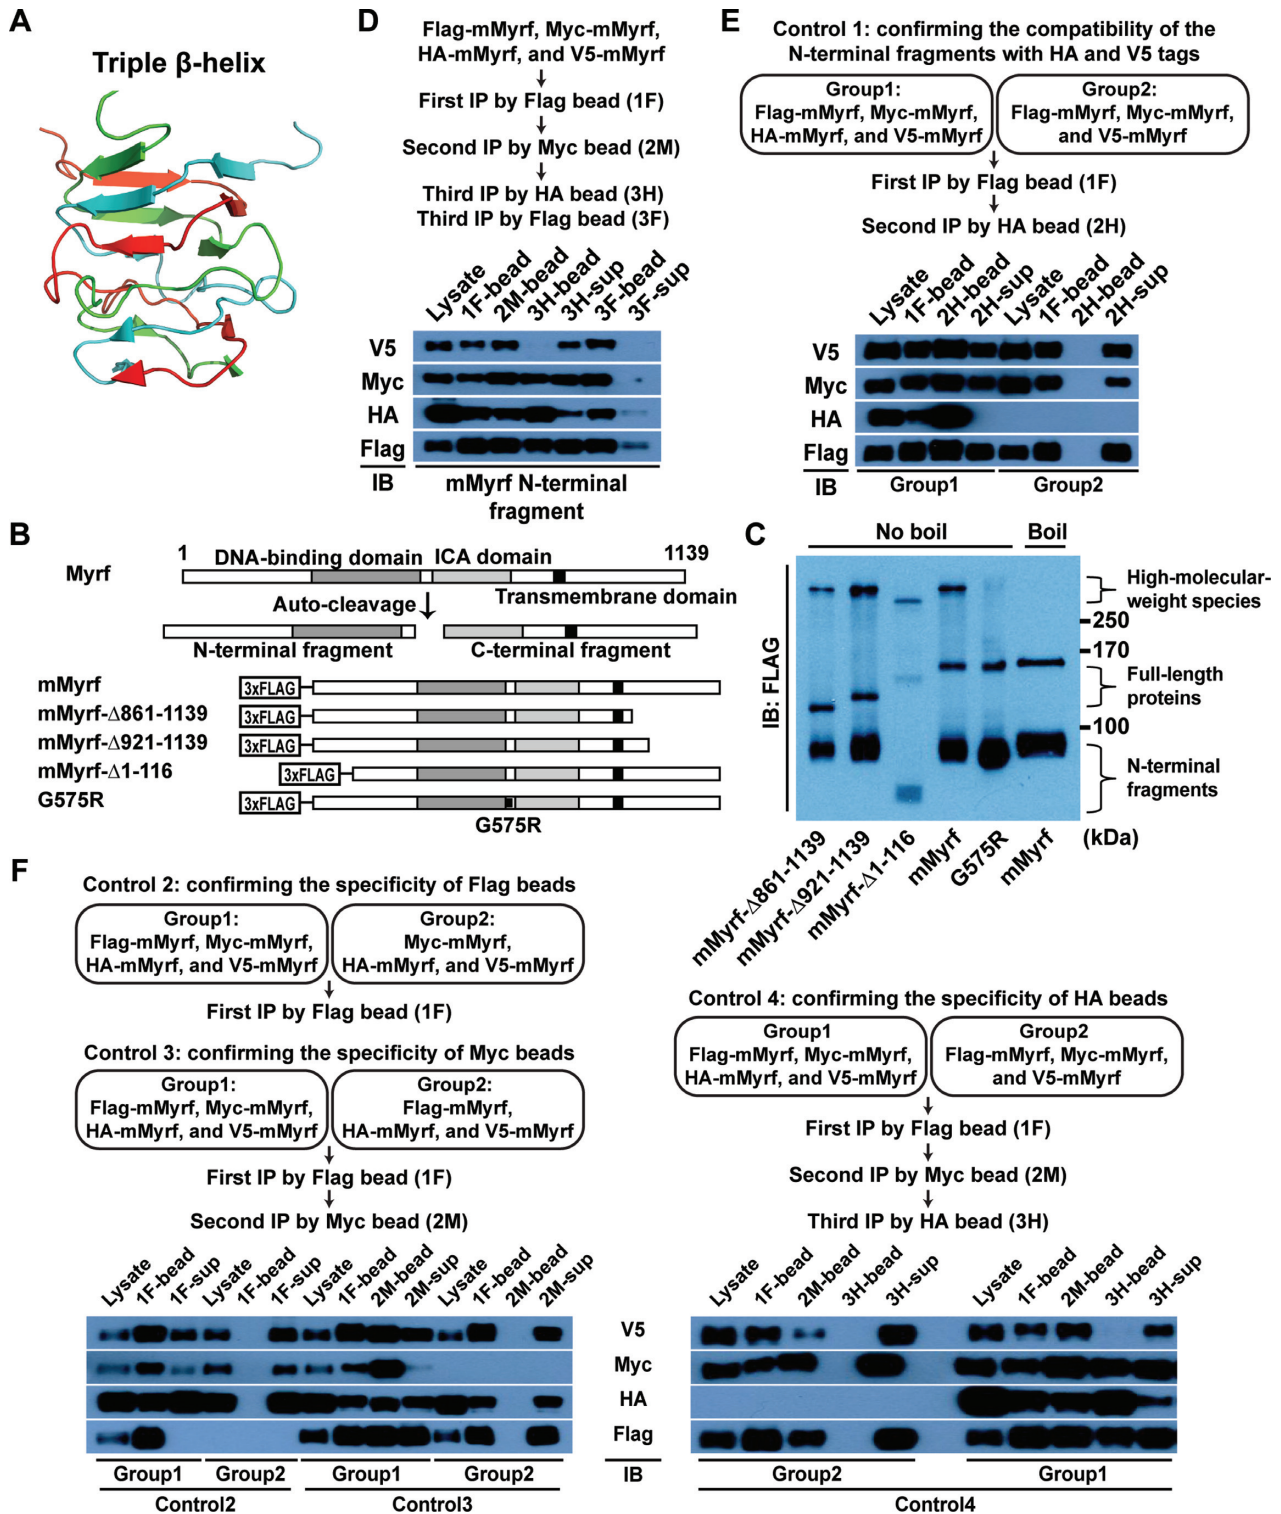 A
Triple β-helix
D
Flag-mMyrf, Myc-mMyrf,
HA-mMyrf, and V5-mMyrf
First IP by Flag bead (1F)
Second IP by Myc bead (2M)
Third IP by HA bead (3H)
Third IP by Flag bead (3F)
Lysate
1F-bead
2M-bead
3H-bead
3H-sup
3F-bead
3F-sup
V5
Myc
HA
Flag
IB
mMyrf N-terminal
fragment
E
Control 1: confirming the compatibility of the
N-terminal fragments with HA and V5 tags
Group1:
Flag-mMyrf, Myc-mMyrf,
HA-mMyrf, and V5-mMyrf
Group2:
Flag-mMyrf, Myc-mMyrf,
and V5-mMyrf
First IP by Flag bead (1F)
Second IP by HA bead (2H)
Lysate
1F-bead
2H-bead
2H-sup
Lysate
1F-bead
2H-bead
2H-sup
V5
Myc
HA
Flag
IB
Group1
Group2
B
1
1139
DNA-binding domain
ICA domain
Myrf
Auto-cleavage
Transmembrane domain
N-terminal fragment
C-terminal fragment
mMyrf
3xFLAG
mMyrf-Δ861-1139
3xFLAG
mMyrf-Δ921-1139
3xFLAG
mMyrf-Δ1-116
3xFLAG
G575R
3xFLAG
G575R
C
No boil
Boil
IB: FLAG
High-molecular-
weight species
250
170
Full-length
proteins
100
N-terminal
fragments
(kDa)
mMyrf-Δ861-1139
mMyrf-Δ921-1139
mMyrf-Δ1-116
mMyrf
G575R
mMyrf
F
Control 2: confirming the specificity of Flag beads
Group1:
Flag-mMyrf, Myc-mMyrf,
HA-mMyrf, and V5-mMyrf
Group2:
Myc-mMyrf,
HA-mMyrf, and V5-mMyrf
First IP by Flag bead (1F)
Control 3: confirming the specificity of Myc beads
Group1:
Flag-mMyrf, Myc-mMyrf,
HA-mMyrf, and V5-mMyrf
Group2:
Flag-mMyrf,
HA-mMyrf, and V5-mMyrf
First IP by Flag bead (1F)
Second IP by Myc bead (2M)
Control 4: confirming the specificity of HA beads
Group1
Flag-mMyrf, Myc-mMyrf,
HA-mMyrf, and V5-mMyrf
Group2
Flag-mMyrf, Myc-mMyrf,
and V5-mMyrf
First IP by Flag bead (1F)
Second IP by Myc bead (2M)
Third IP by HA bead (3H)
Lysate
1F-bead
1F-sup
Lysate
1F-bead
1F-sup
Lysate
1F-bead
2M-bead
2M-sup
Lysate
1F-bead
2M-bead
2M-sup
Lysate
1F-bead
2M-bead
3H-bead
3H-sup
Lysate
1F-bead
2M-bead
3H-bead
3H-sup
V5
Myc
HA
Flag
IB
Group1
Group2
Group1
Group2
Control2
Control3
Group2
Group1
Control4